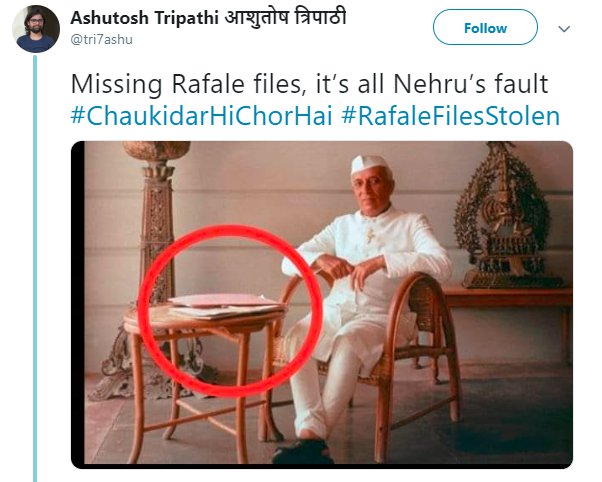 Ashutosh Tripathi आशुतोष त्रिपाठी
@tri7ashu
Follow
Missing Rafale files, it's all Nehru's fault
#ChaukidarHiChorHai #RafaleFilesStolen